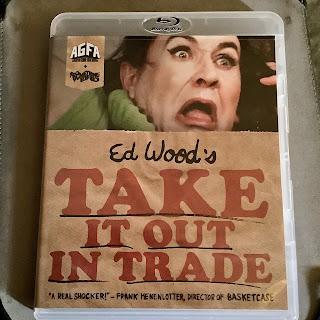 AGFA
+
Ed Wood's
TAKE
IT OUT
IN TRADE
"A REAL SHOCKER!" – FRANK HENENLOTTER, DIRECTOR OF BASKETCASE